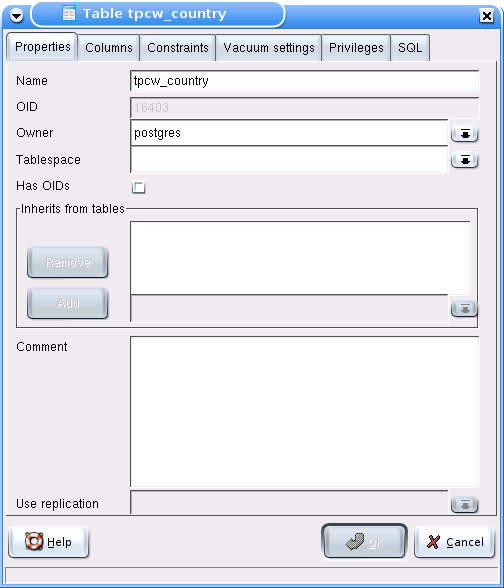 Table tpcw_country
Properties Columns Constraints Vacuum settings Privileges SQL
Name tpcw_country
OID 16403
Owner postgres
Tablespace
Has OIDs
Inherits from tables
Remove
Add
Comment
Use replication
Help OK Cancel